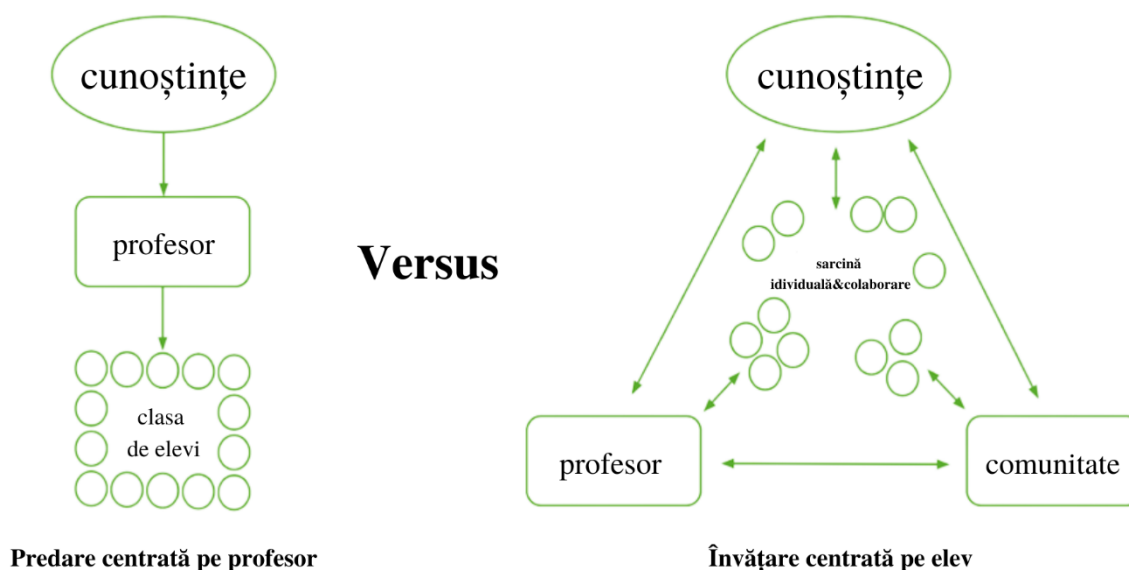 cunoștințe
profesor
clasa
de elevi
Predare centrată pe profesor
Versus
cunoștințe
sarcină
idividuală&colaborare
profesor
comunitate
Învățare centrată pe elev